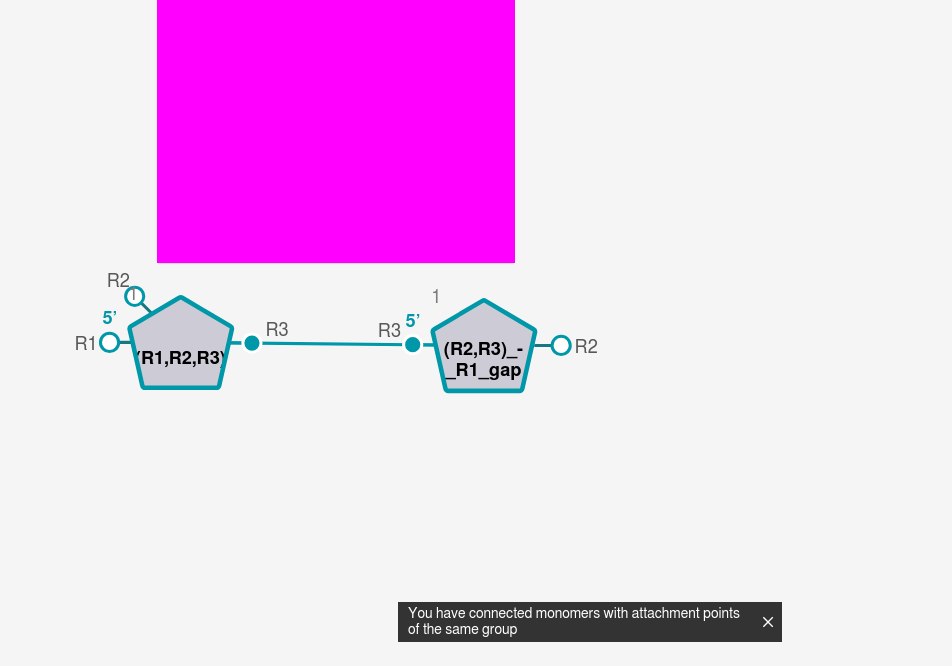 R2
1
1
5’
5’
R1
R3
R3
R2
(R1,R2,R3)
(R2,R3)_-
_R1_gap
You have connected monomers with attachment points
of the same group